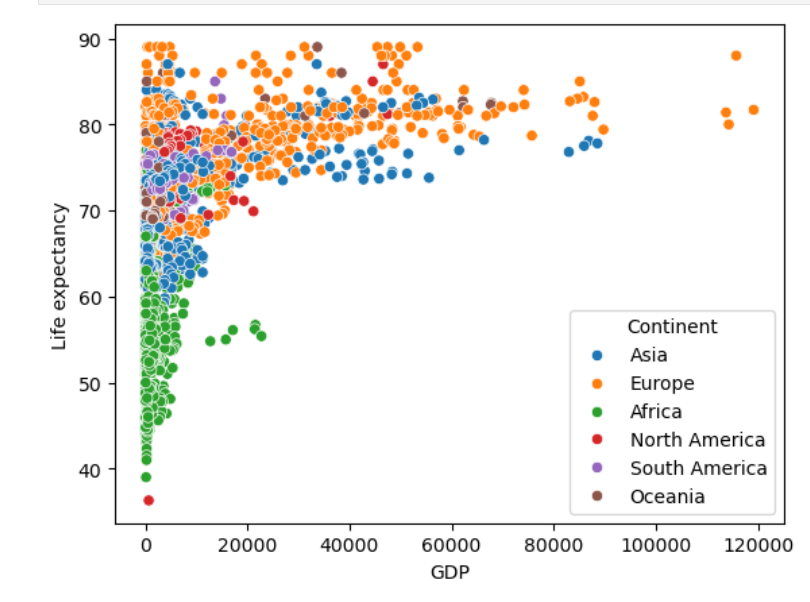 90
80
70
60
50
40
Life expectancy
0 20000 40000 60000 80000 100000 120000
GDP
Continent
Asia
Europe
Africa
North America
South America
Oceania